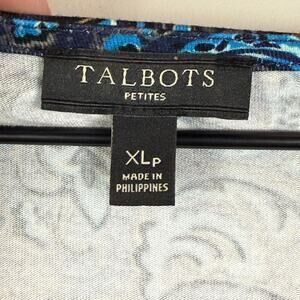 TALBOTS
PETITES
XLP
MADE IN
PHILIPPINES